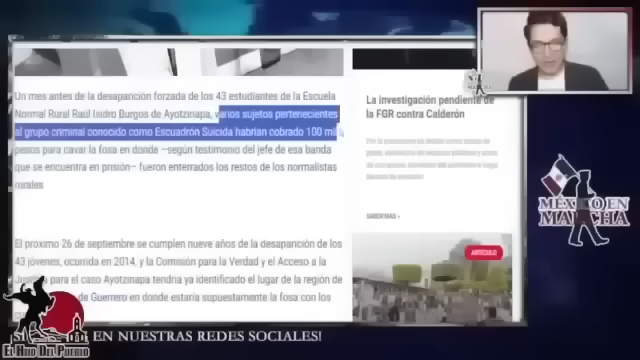 Un mes antes de la desaparición forzada de los 43 estudiantes de la Escuela
Normal Rural Raúl Isidro Burgos de Ayotzinapa, varios sujetos pertenecientes
al grupo criminal conocido como Escuadrón Suicida habrían cobrado 100 mil
pesos para cavar la fosa en donde –según testimonio del jefe de esa banda
que se encuentra en prisión– fueron enterrados los restos de los normalistas
rurales
El próximo 26 de septiembre se cumplen nueve años de la desaparición de los
43 jóvenes, ocurrida en 2014, y la Comisión para la Verdad y el Acceso a la
para el caso Ayotzinapa tendría ya identificado el lugar de la región de
de Guerrero en donde estaría supuestamente la fosa con los
La investigación pendiente de
la FGR contra Calderón
SABER MÁS »
ARTÍCULO
MÉXICO EN
MARCHA
EL HIJO DEL PUEBLO
EN NUESTRAS REDES SOCIALES!